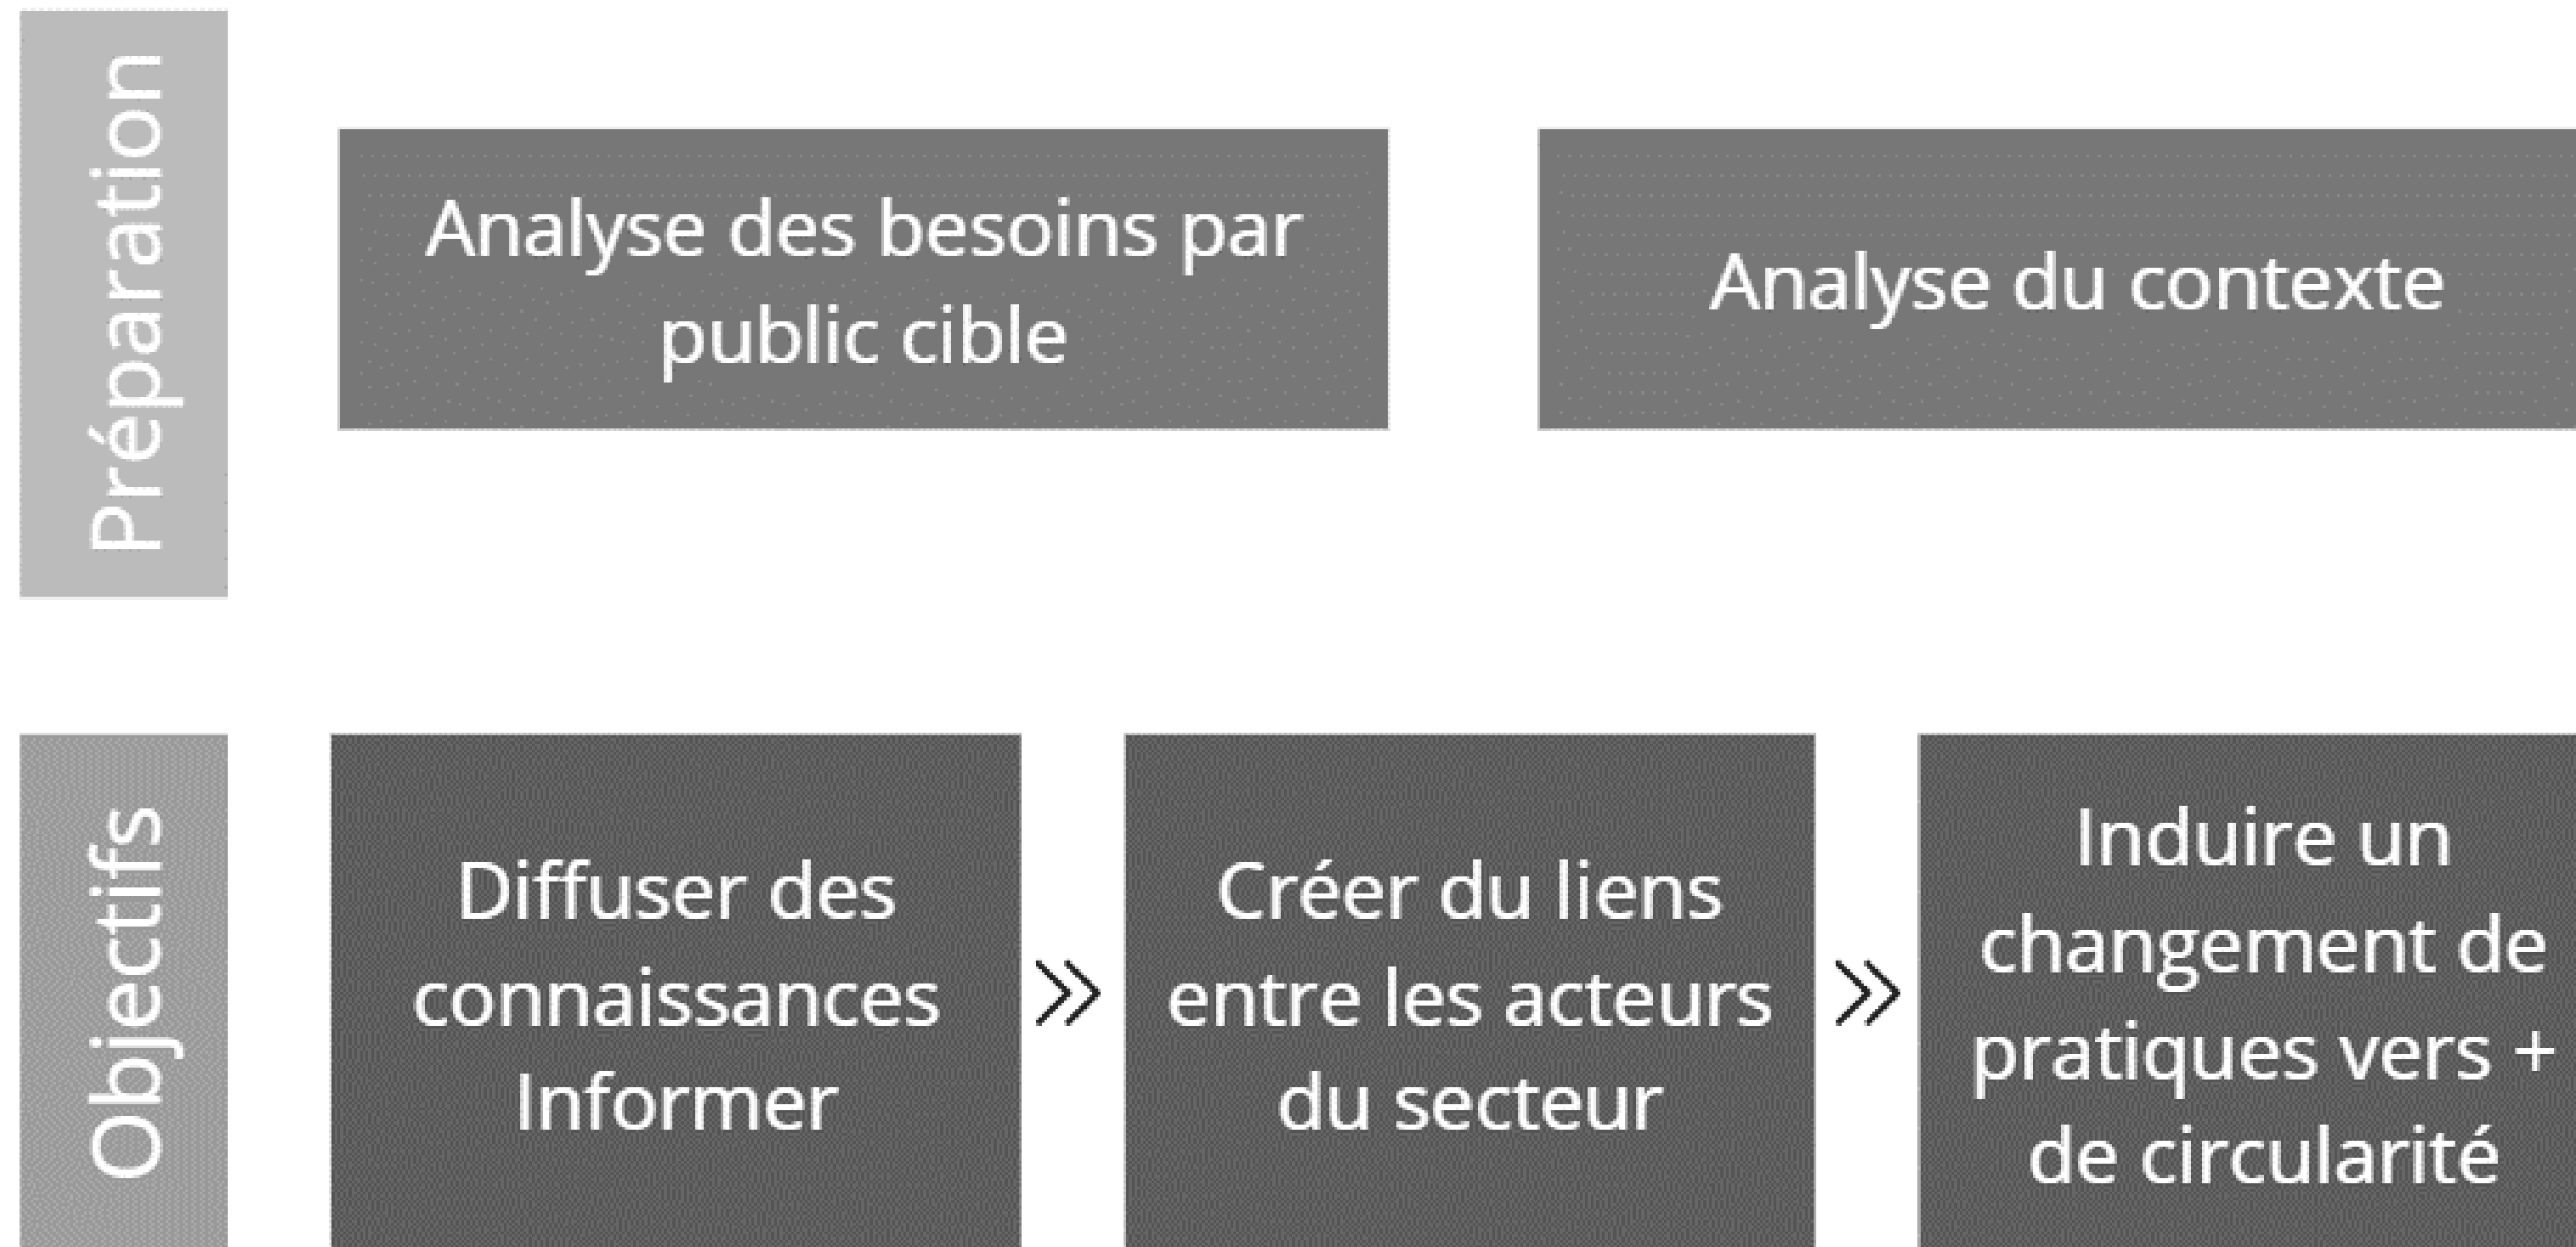 Préparation
Analyse des besoins par
public cible
Analyse du contexte
Objectifs
Diffuser des
connaissances
Informer
Créer du liens
entre les acteurs
du secteur
Induire un
changement de
pratiques vers +
de circularité